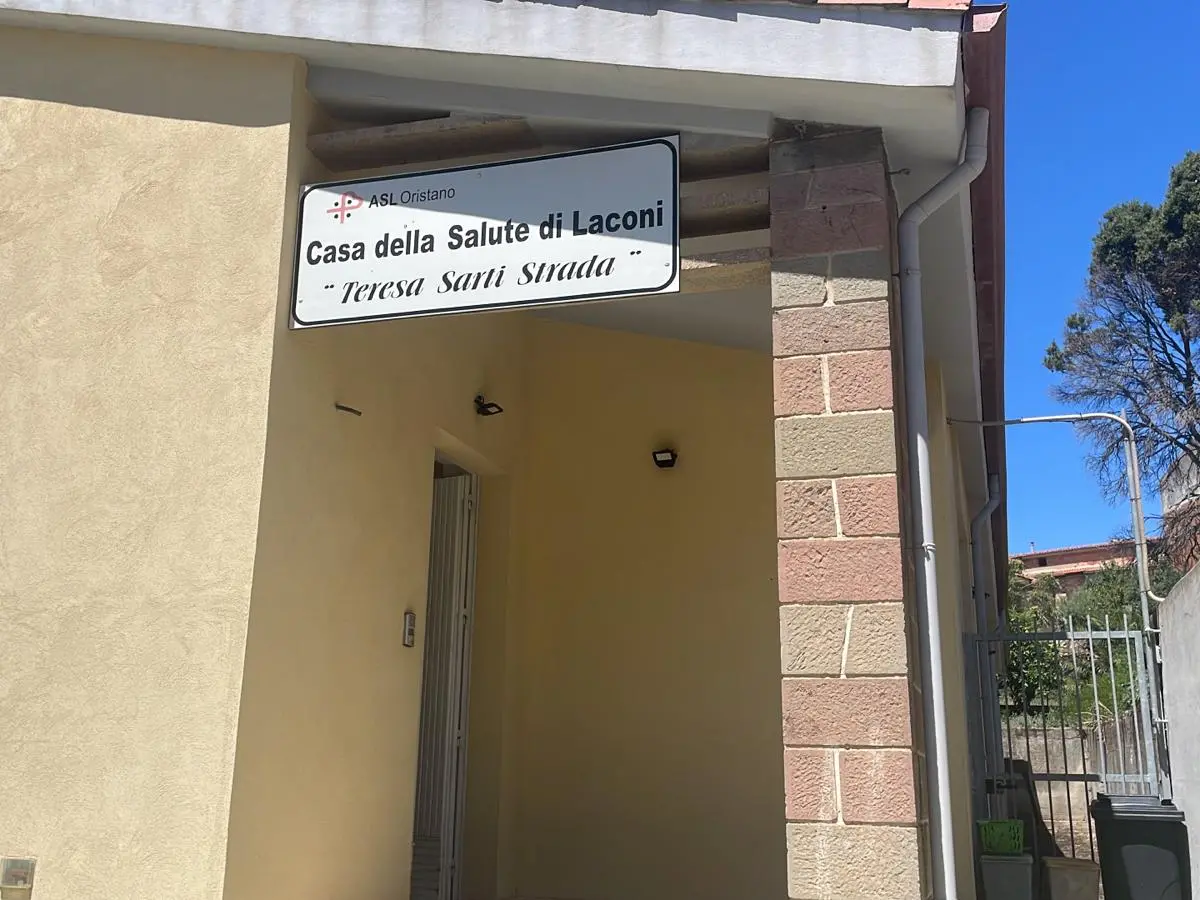 ASL Oristano
Casa della Salute di Laconi
" Teresa Sarti Strada "